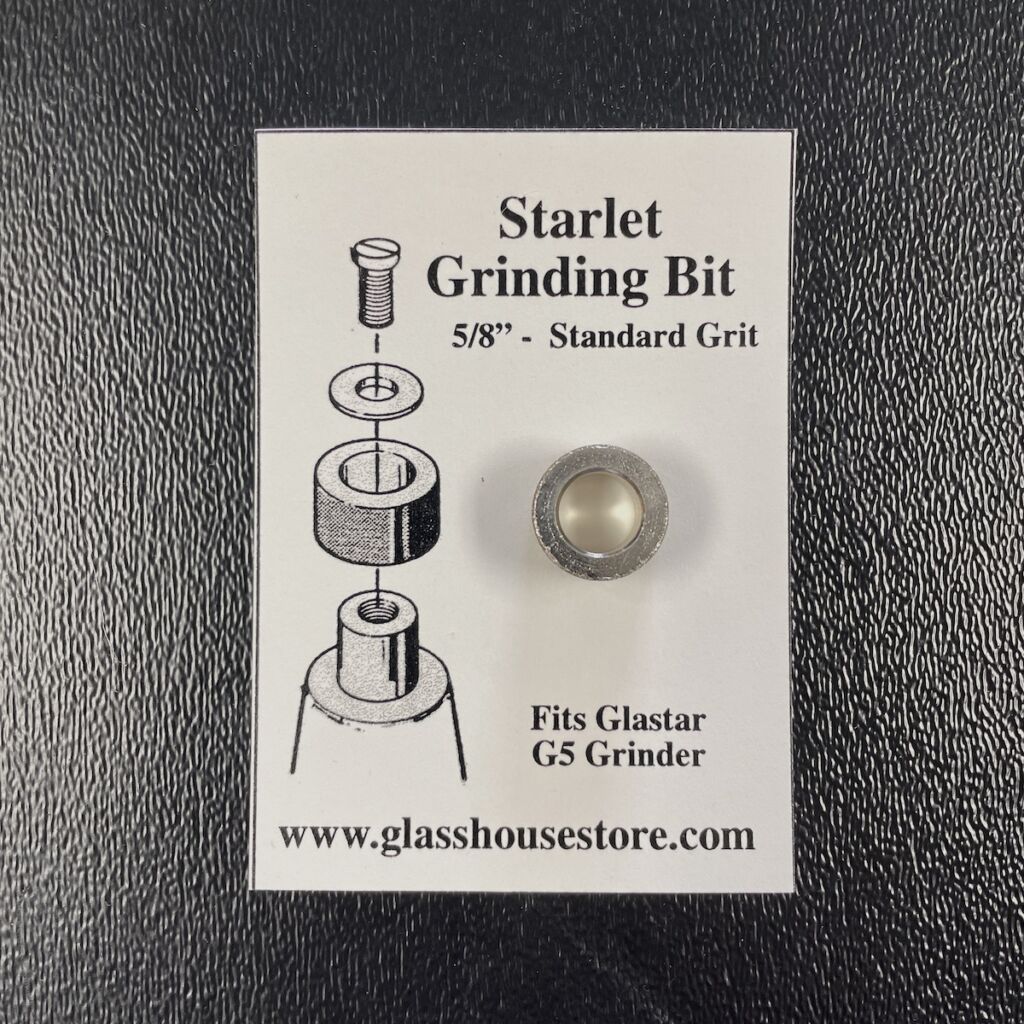 Starlet
Grinding Bit
5/8” - Standard Grit
Fits Glastar
G5 Grinder
www.glasshousestore.com